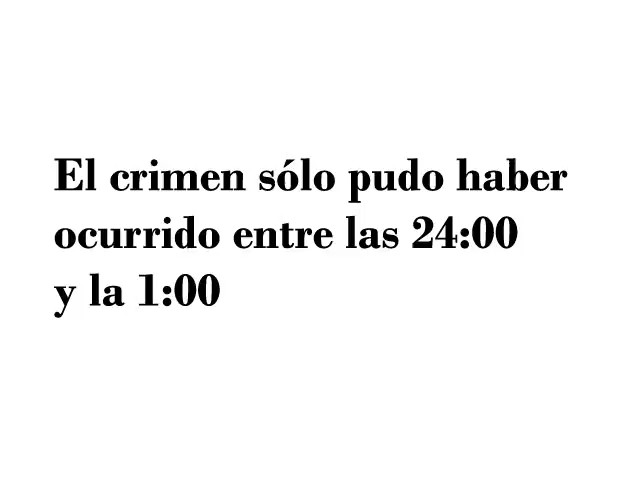 El crimen sólo pudo haber
ocurrido entre las 24:00
y la 1:00